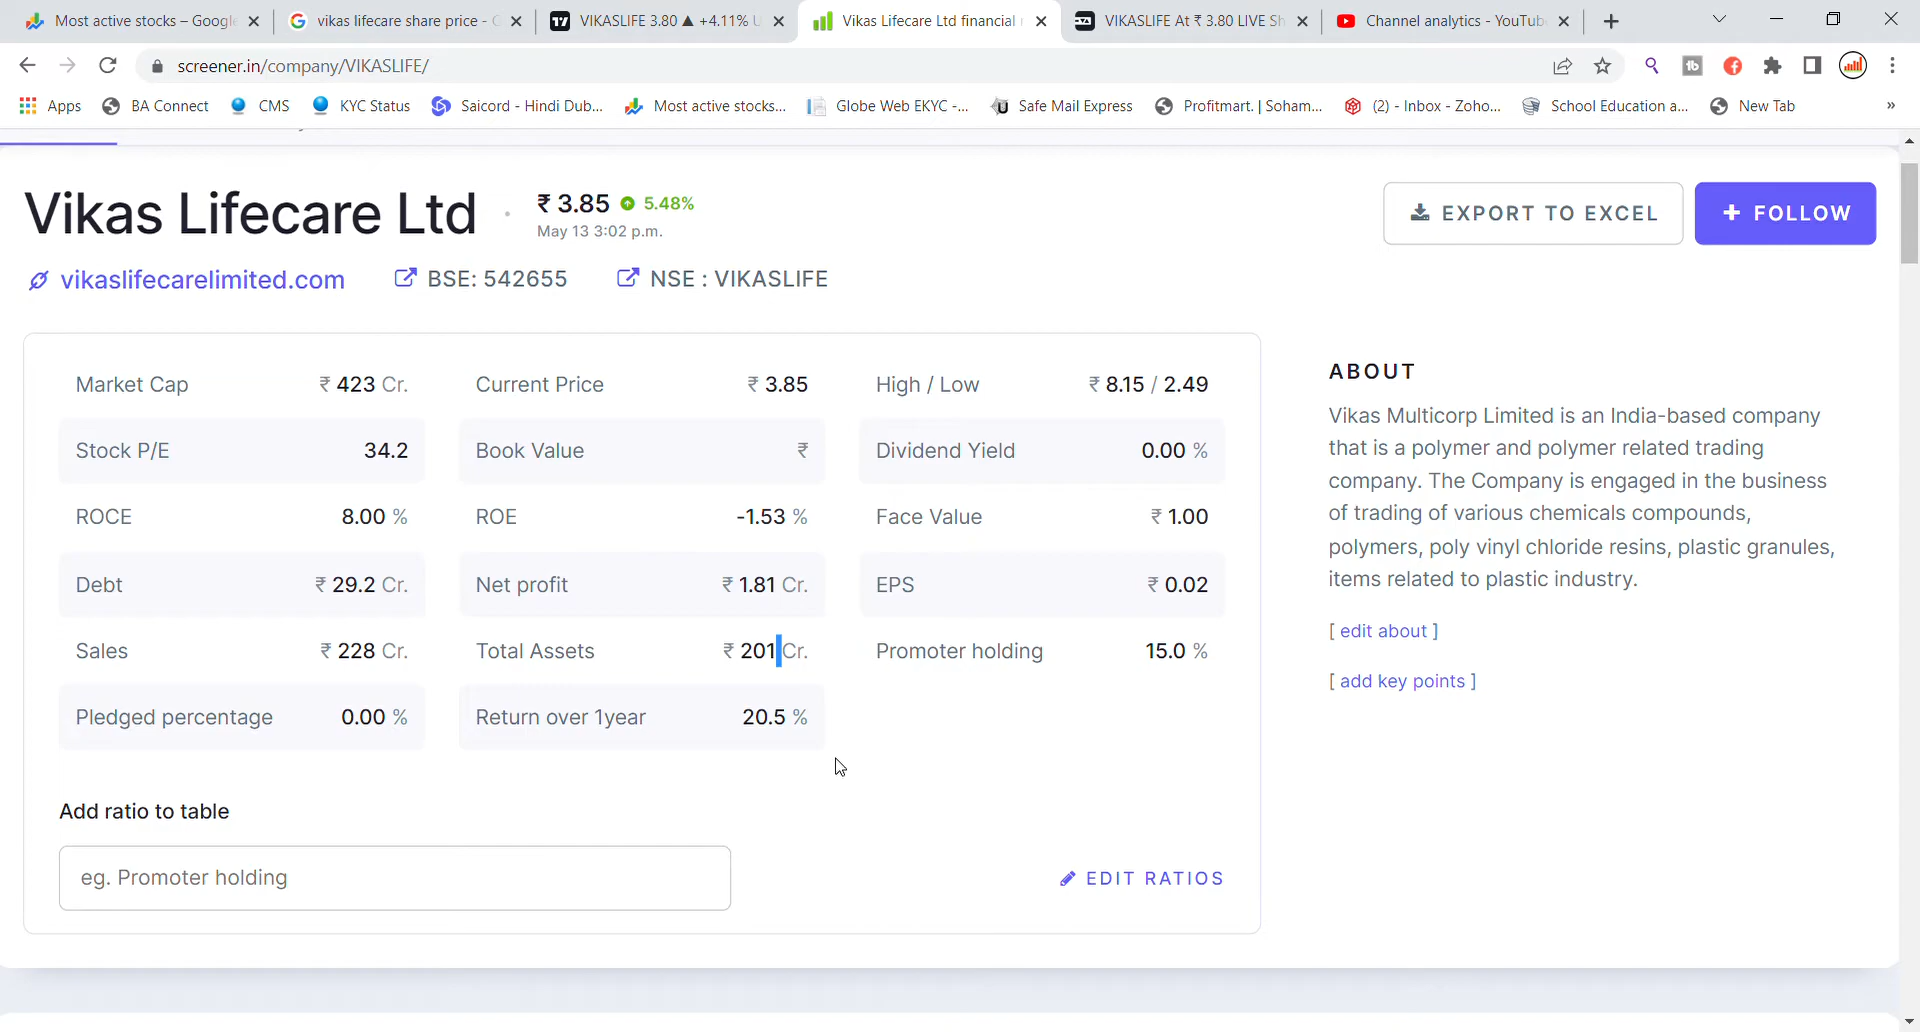 Most active stocks – Google
vikas lifecare share price - G
VIKASLIFE 3.80 ▲ +4.11% U
Vikas Lifecare Ltd financial r
VIKASLIFE At ₹ 3.80 LIVE Sh
Channel analytics - YouTube
screener.in/company/VIKASLIFE/
Apps
BA Connect
CMS
KYC Status
Saicord - Hindi Dub...
Most active stocks...
Globe Web EKYC -...
Safe Mail Express
Profitmart. | Soham...
(2) - Inbox - Zoho...
School Education a...
New Tab
»
Vikas Lifecare Ltd
₹ 3.85 5.48%
May 13 3:02 p.m.
EXPORT TO EXCEL
+ FOLLOW
vikaslifecarelimited.com
BSE: 542655
NSE : VIKASLIFE
Market Cap ₹ 423 Cr.
Current Price ₹ 3.85
High / Low ₹ 8.15 / 2.49
Stock P/E 34.2
Book Value ₹
Dividend Yield 0.00 %
ROCE 8.00 %
ROE -1.53 %
Face Value ₹ 1.00
Debt ₹ 29.2 Cr.
Net profit ₹ 1.81 Cr.
EPS ₹ 0.02
Sales ₹ 228 Cr.
Total Assets ₹ 201 Cr.
Promoter holding 15.0 %
Pledged percentage 0.00 %
Return over 1year 20.5 %
Add ratio to table
eg. Promoter holding
EDIT RATIOS
ABOUT
Vikas Multicorp Limited is an India-based company
that is a polymer and polymer related trading
company. The Company is engaged in the business
of trading of various chemicals compounds,
polymers, poly vinyl chloride resins, plastic granules,
items related to plastic industry.
[ edit about ]
[ add key points ]